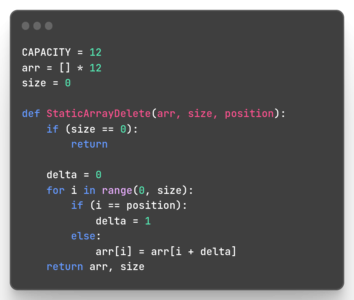 CAPACITY = 12
arr = [] * 12
size = 0

def StaticArrayDelete(arr, size, position):
    if (size == 0):
        return

    delta = 0
    for i in range(0, size):
        if (i == position):
            delta = 1
        else:
            arr[i] = arr[i + delta]
    return arr, size